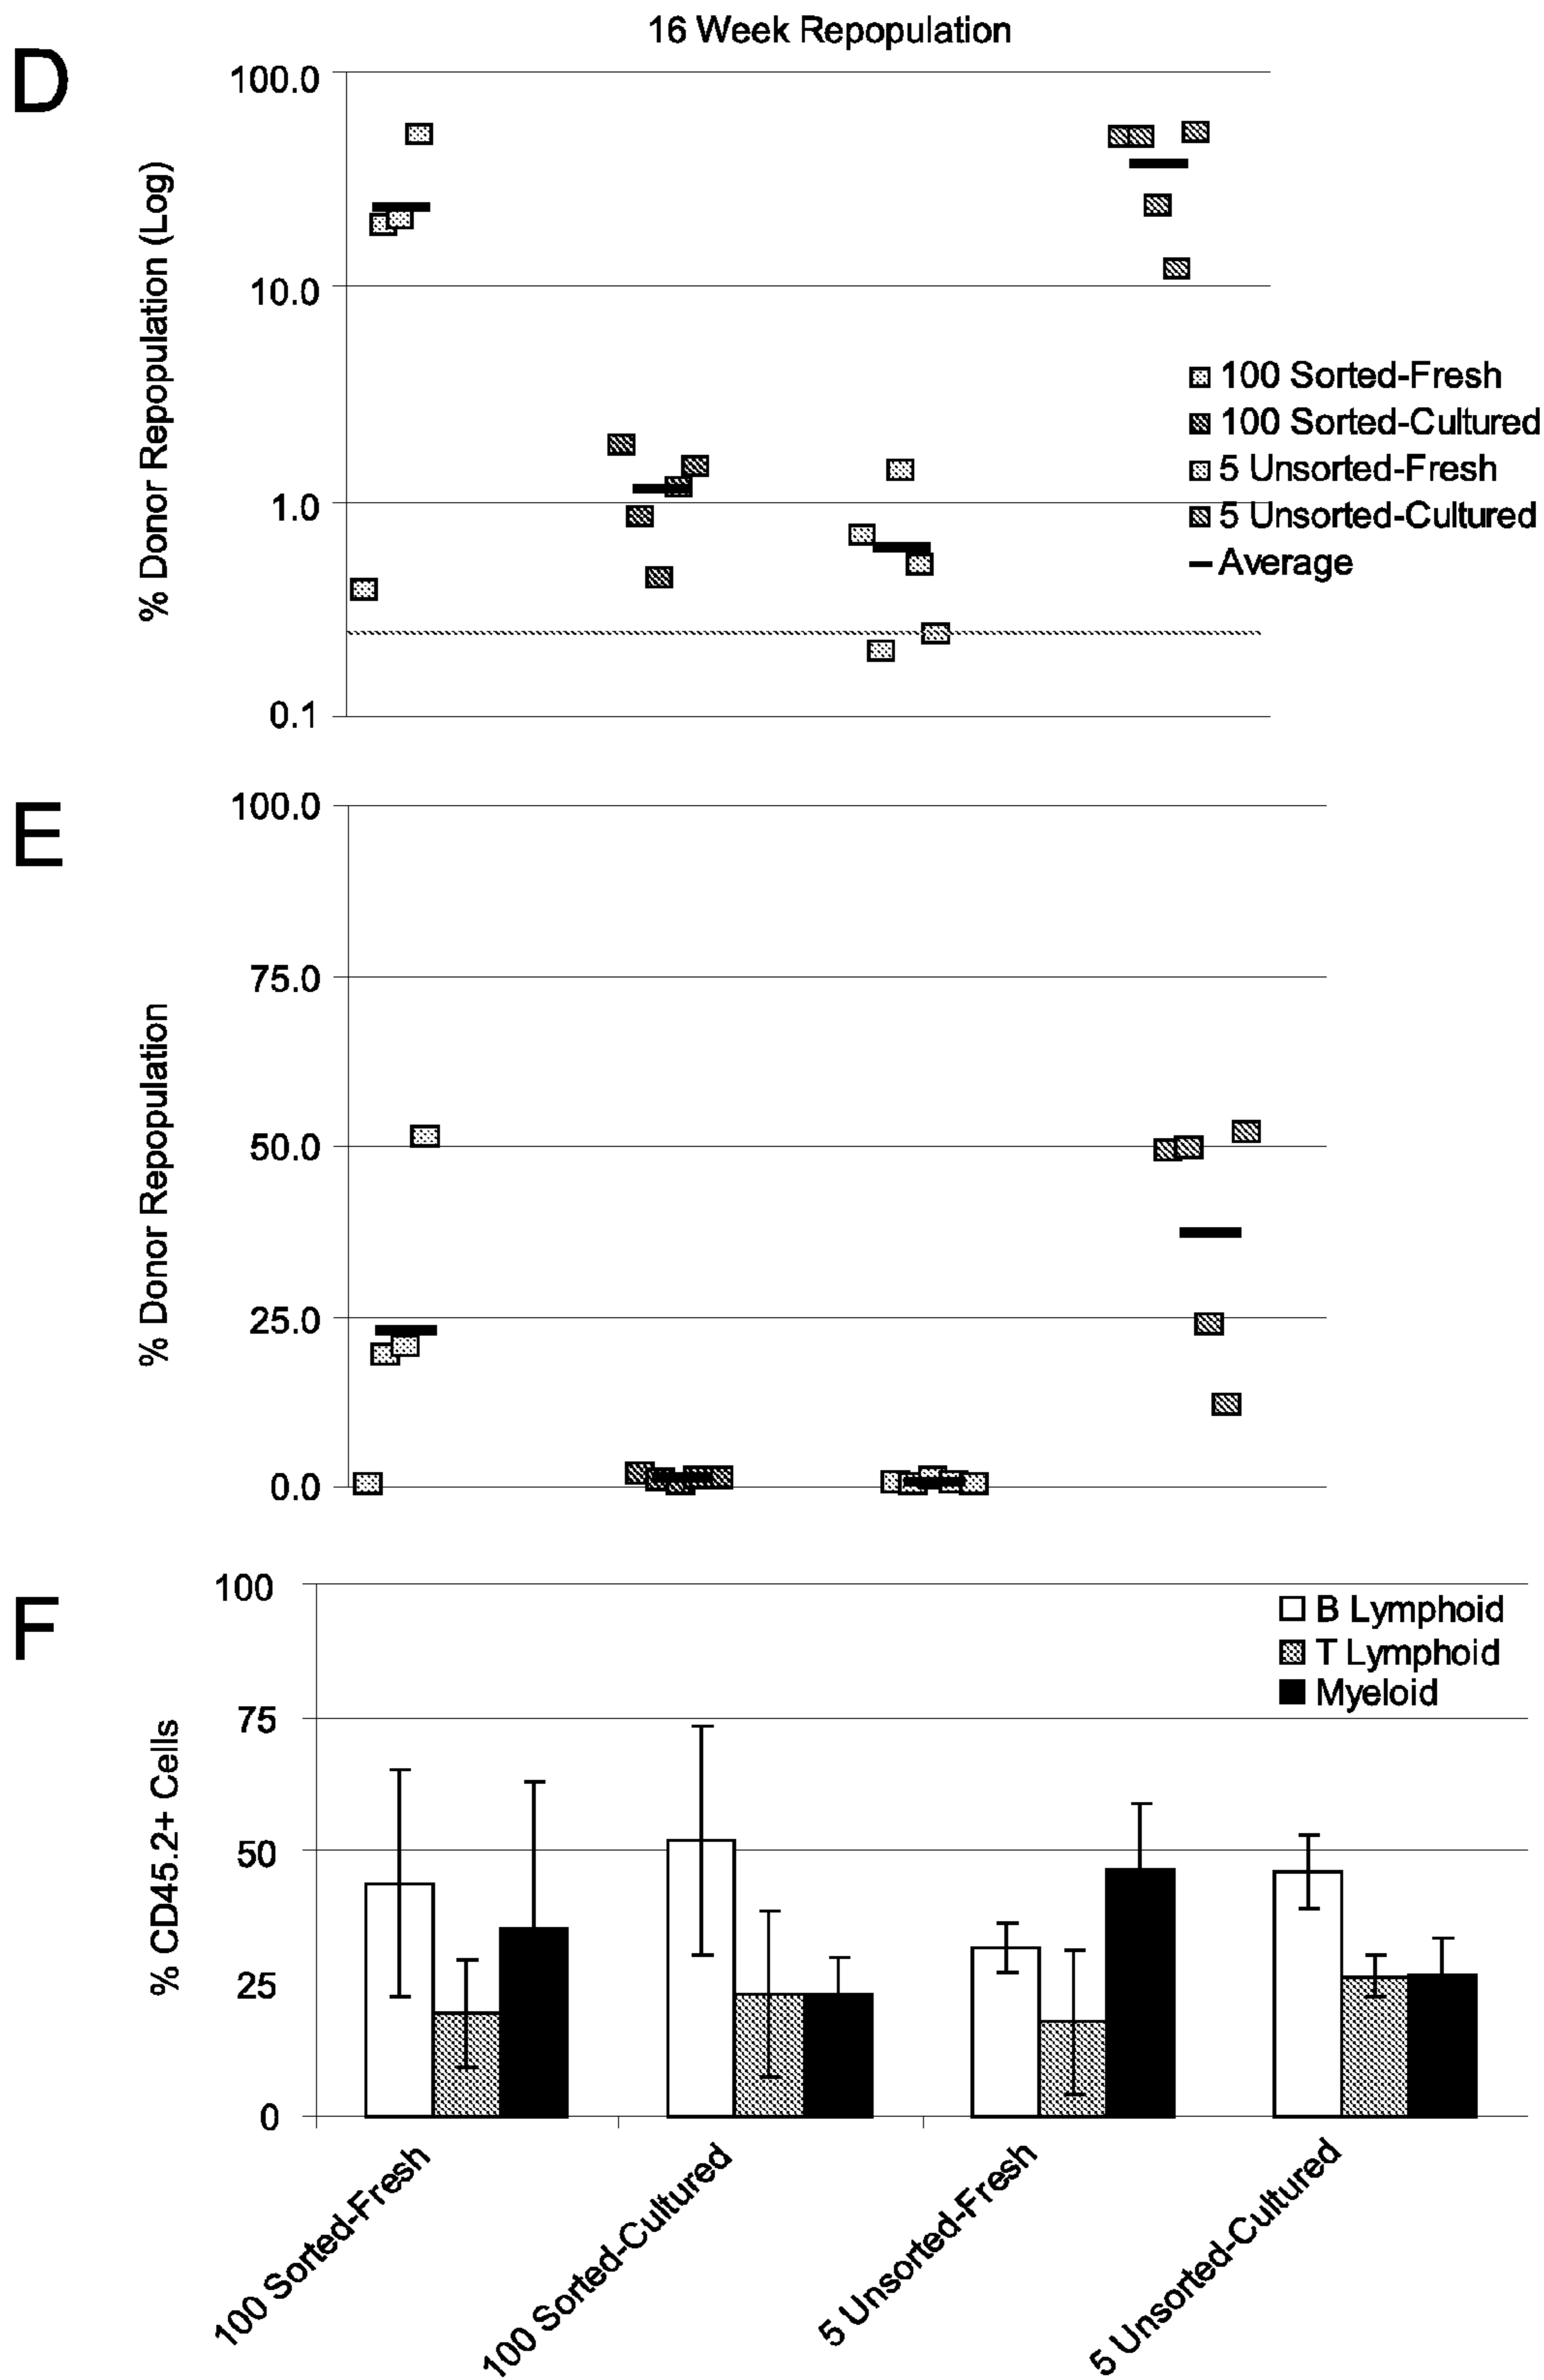 D
16 Week Repopulation
% Donor Repopulation (Log)
100.0
10.0
1.0
0.1
100 Sorted-Fresh
100 Sorted-Cultured
5 Unsorted-Fresh
5 Unsorted-Cultured
Average
E
% Donor Repopulation
100.0
75.0
50.0
25.0
0.0
F
% CD45.2+ Cells
100
75
50
25
0
B Lymphoid
T Lymphoid
Myeloid
100 Sorted-Fresh
100 Sorted-Cultured
5 Unsorted-Fresh
5 Unsorted-Cultured